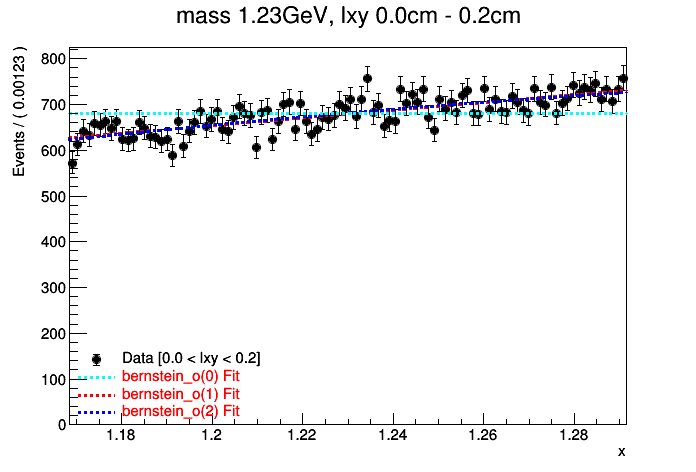 mass 1.23GeV, lxy 0.0cm - 0.2cm
Events / ( 0.00123 )
800
700
600
500
400
300
200
100
0
Data [0.0 < lxy < 0.2]
bernstein_o(0) Fit
bernstein_o(1) Fit
bernstein_o(2) Fit
1.18 1.2 1.22 1.24 1.26 1.28
x